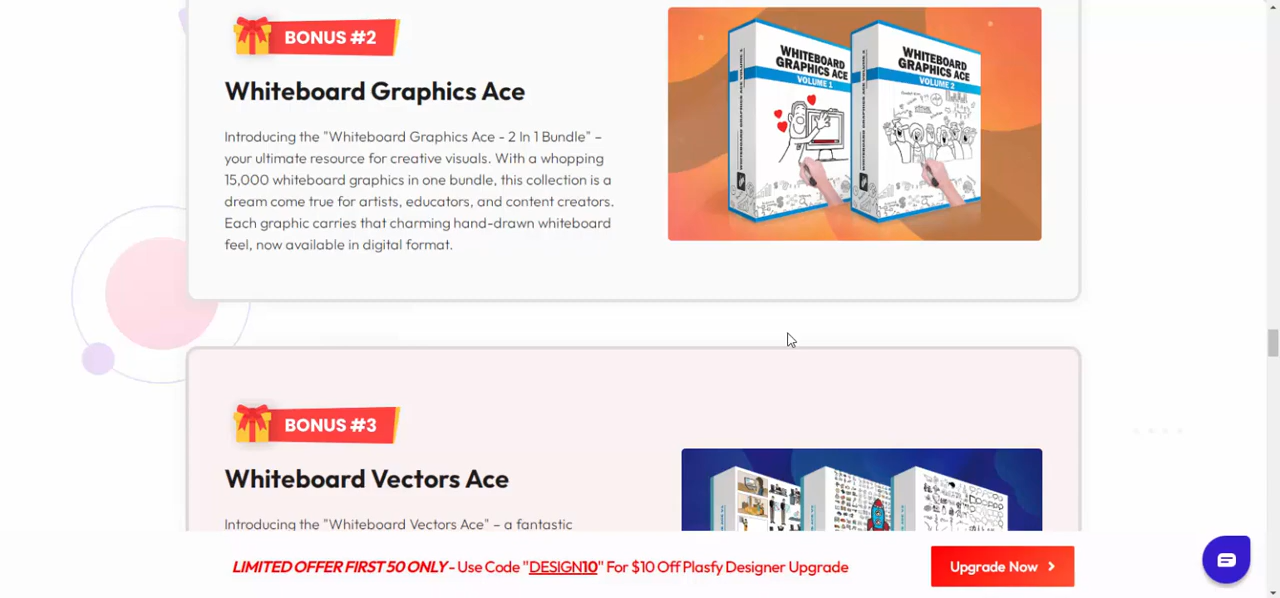 BONUS #2
Whiteboard Graphics Ace
Introducing the "Whiteboard Graphics Ace - 2 In 1 Bundle" –
your ultimate resource for creative visuals. With a whopping
15,000 whiteboard graphics in one bundle, this collection is a
dream come true for artists, educators, and content creators.
Each graphic carries that charming hand-drawn whiteboard
feel, now available in digital format.
WHITEBOARD
GRAPHICS ACE
VOLUME 1
WHITEBOARD
GRAPHICS ACE
VOLUME 2
BONUS #3
Whiteboard Vectors Ace
Introducing the "Whiteboard Vectors Ace" – a fantastic
LIMITED OFFER FIRST 50 ONLY - Use Code "DESIGN10" For $10 Off Plasfy Designer Upgrade
Upgrade Now